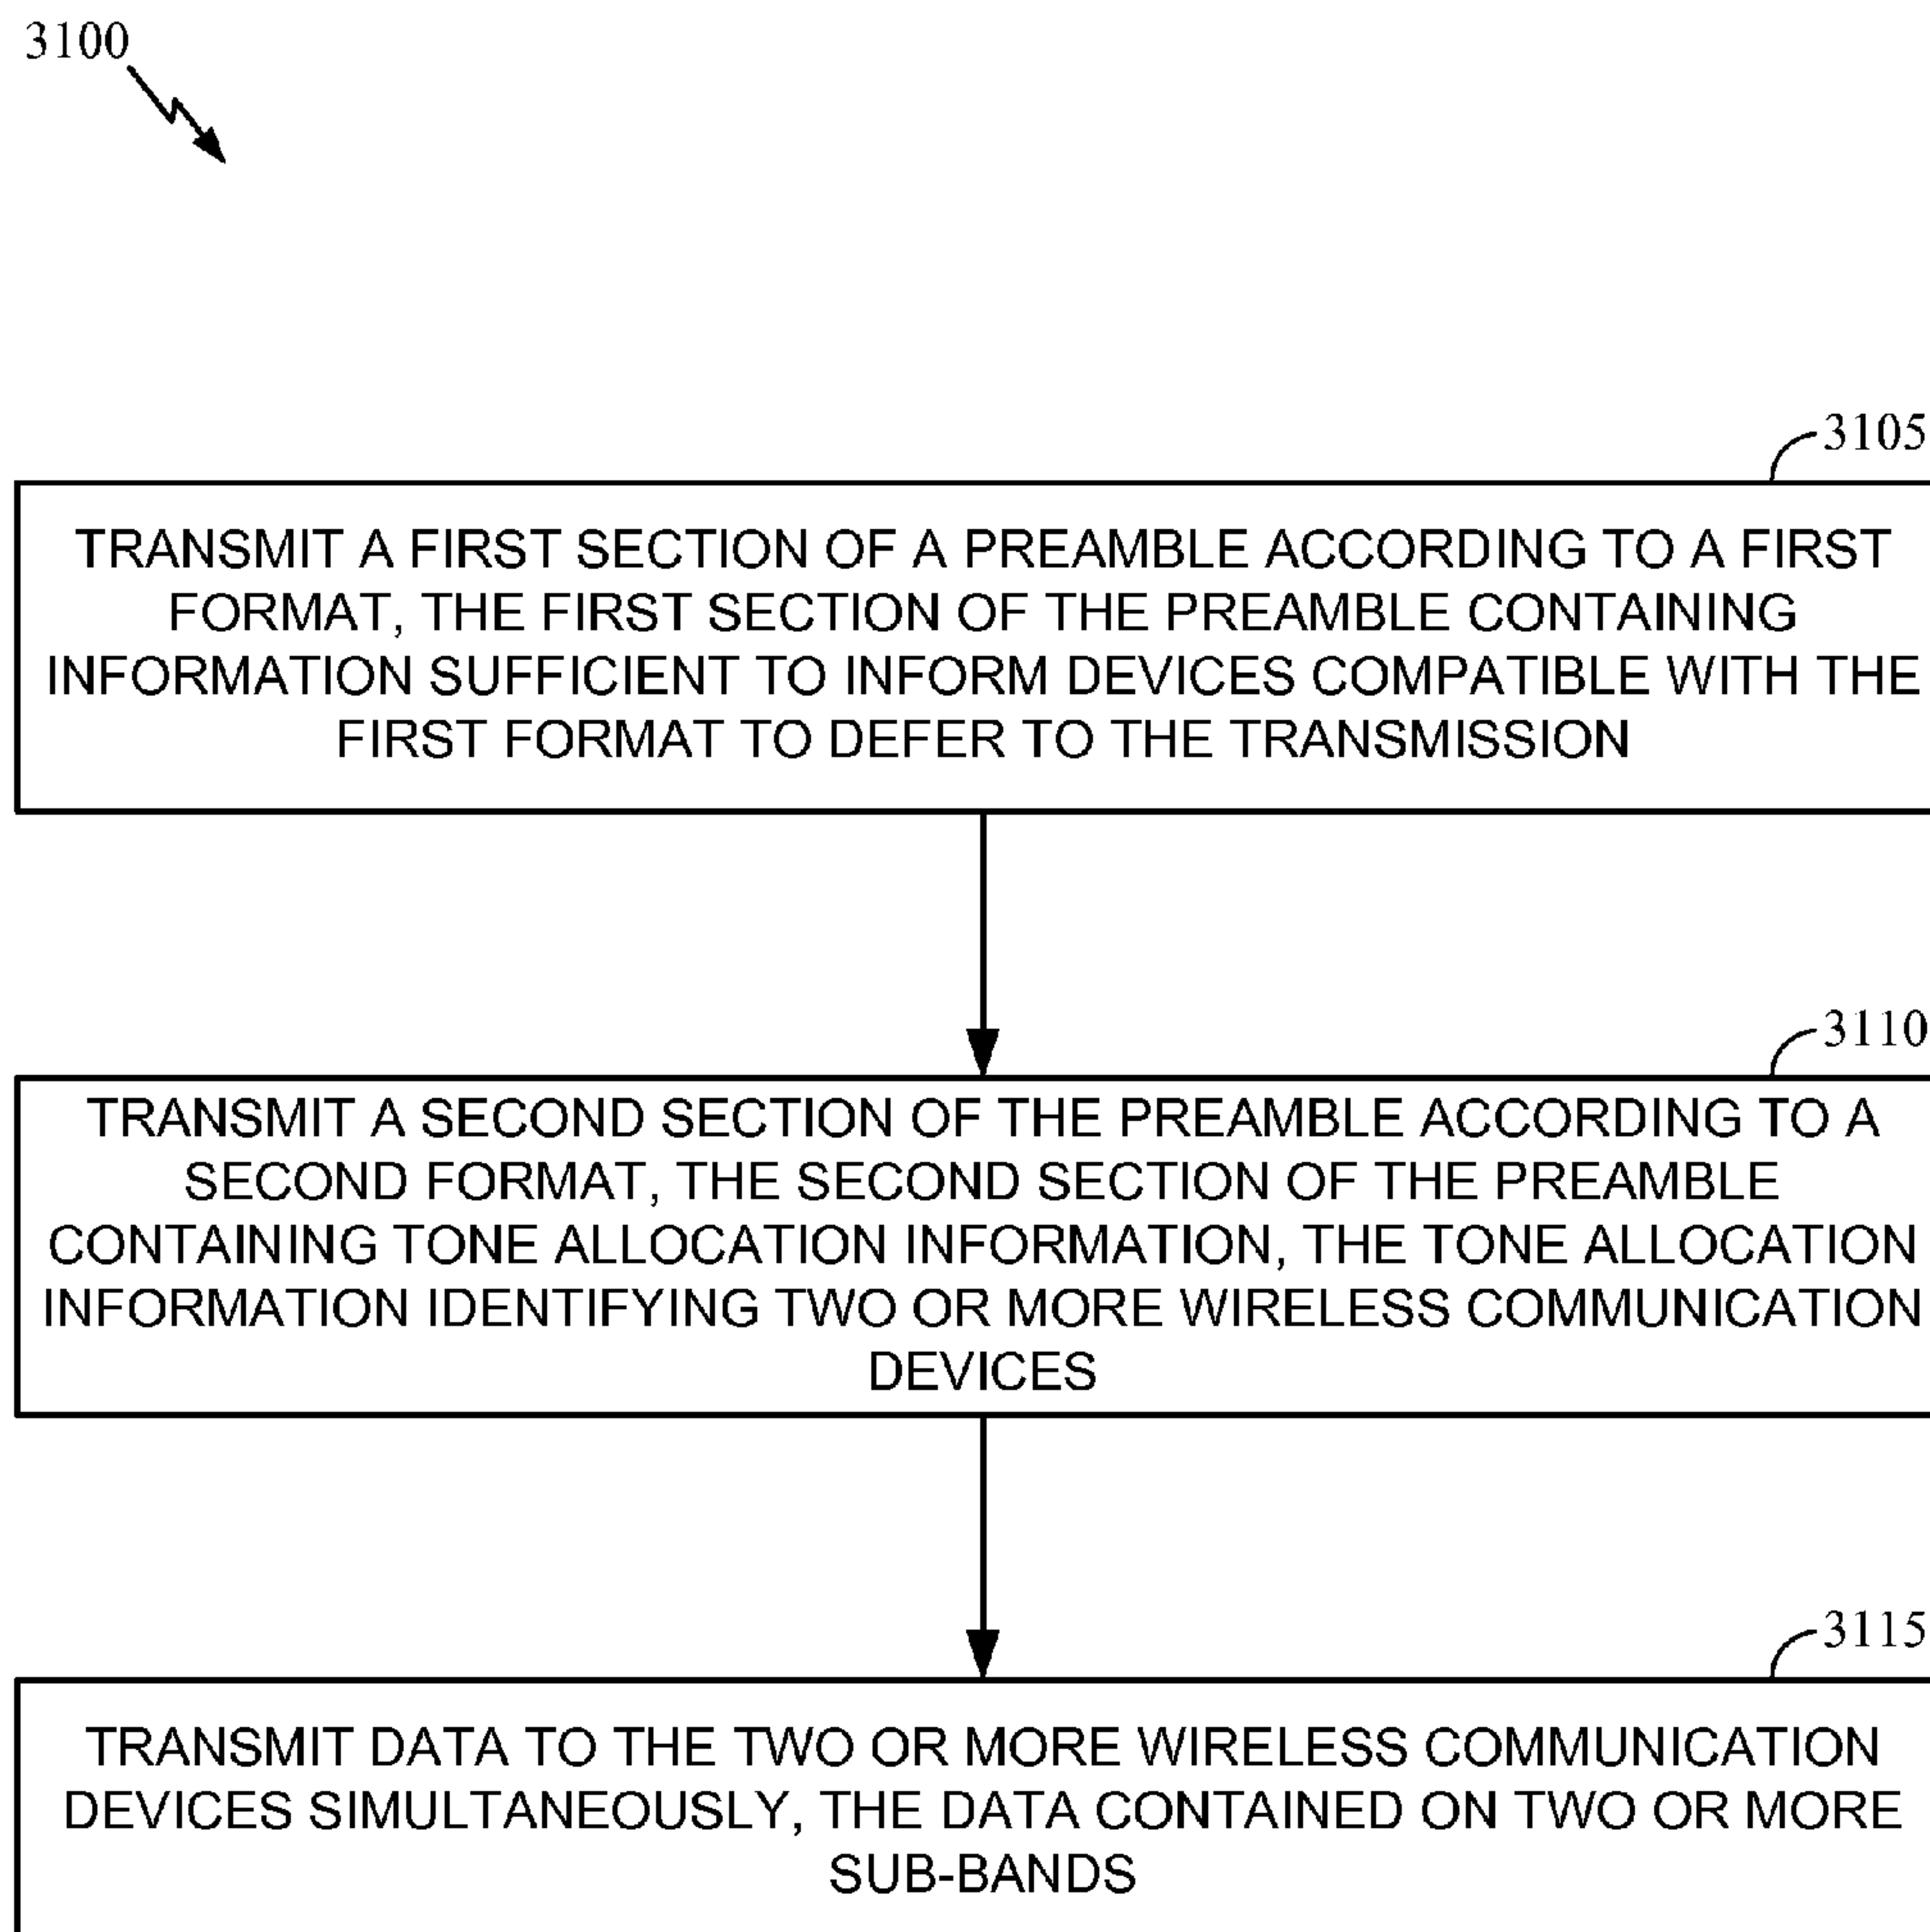 3100
3105
TRANSMIT A FIRST SECTION OF A PREAMBLE ACCORDING TO A FIRST
FORMAT, THE FIRST SECTION OF THE PREAMBLE CONTAINING
INFORMATION SUFFICIENT TO INFORM DEVICES COMPATIBLE WITH THE
FIRST FORMAT TO DEFER TO THE TRANSMISSION
3110
TRANSMIT A SECOND SECTION OF THE PREAMBLE ACCORDING TO A
SECOND FORMAT, THE SECOND SECTION OF THE PREAMBLE
CONTAINING TONE ALLOCATION INFORMATION, THE TONE ALLOCATION
INFORMATION IDENTIFYING TWO OR MORE WIRELESS COMMUNICATION
DEVICES
3115
TRANSMIT DATA TO THE TWO OR MORE WIRELESS COMMUNICATION
DEVICES SIMULTANEOUSLY, THE DATA CONTAINED ON TWO OR MORE
SUB-BANDS